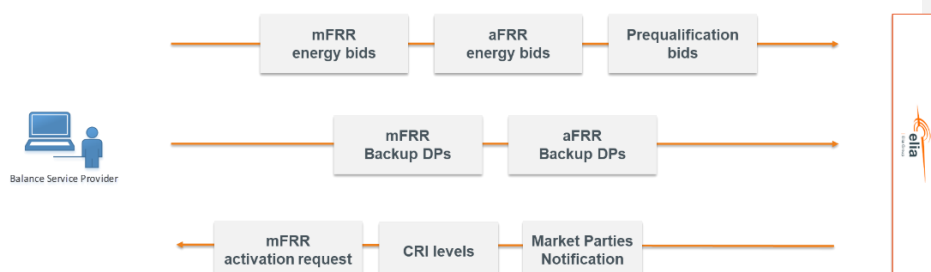 mFRR
energy bids
aFRR
energy bids
Prequalification
bids
mFRR
Backup DPs
aFRR
Backup DPs
Balance Service Provider
elia
mFRR
activation request
CRI levels
Market Parties
Notification